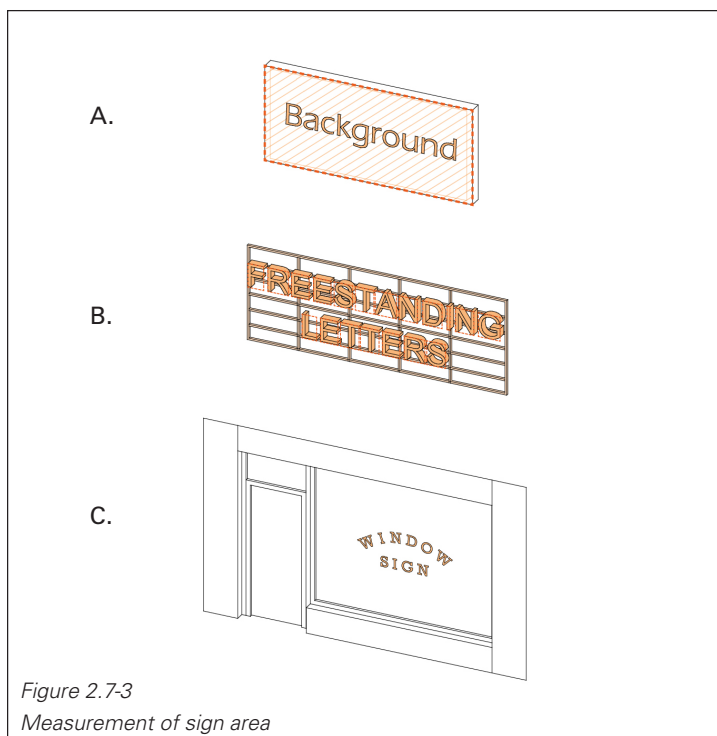 A.
Background
B.
FREESTANDING
LETTERS
C.
WINDOW
SIGN
Figure 2.7-3
Measurement of sign area